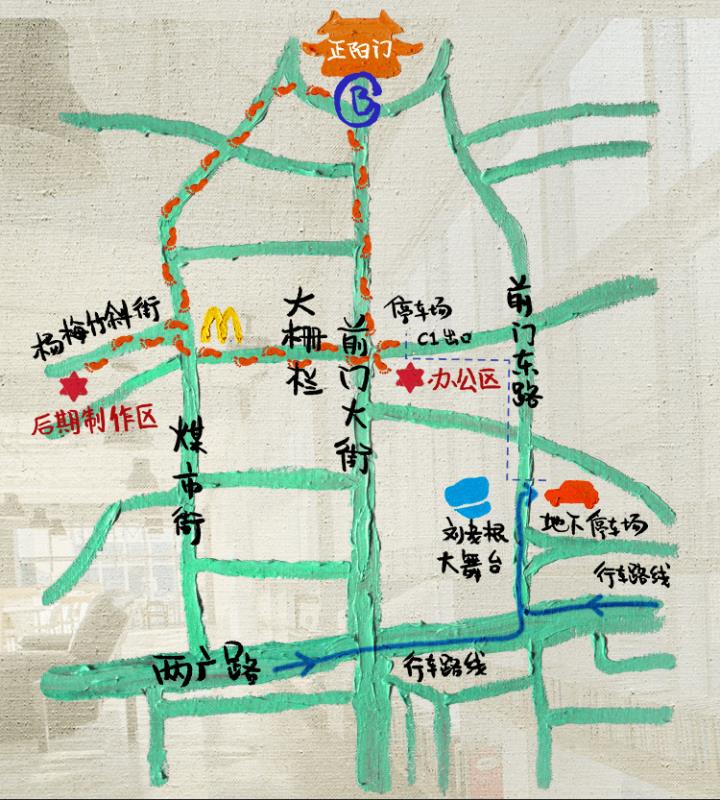 正阳门
B
杨梅竹斜街
大栅栏
前门大街
停车场
C1出口
前门东路
办公区
后期制作区
煤市街
刘老根
大舞台
地下停车场
行车路线
两广路
行车路线